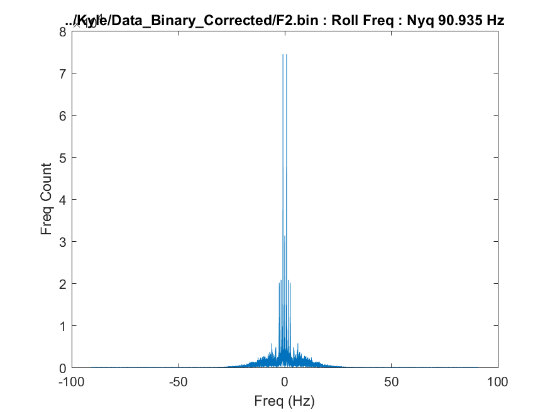 ../Kyle/Data_Binary_Corrected/F2.bin : Roll Freq : Nyq 90.935 Hz
8
7
6
5
4
3
2
1
0
Freq Count
-100 -50 0 50 100
Freq (Hz)